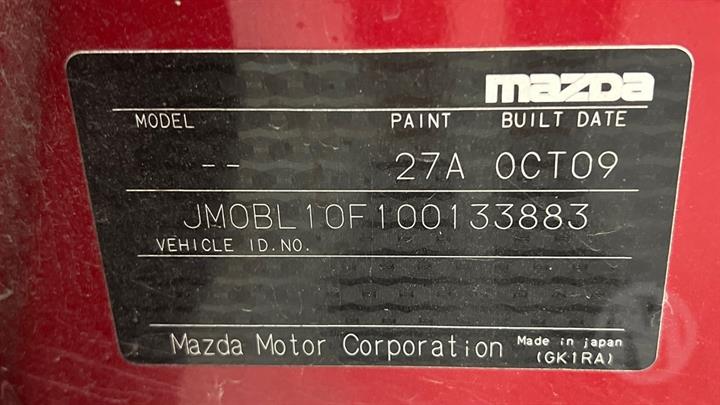 mazda
MODEL PAINT BUILT DATE
-- 27A OCT09
JM0BL10F100133883
VEHICLE ID.NO.
Mazda Motor Corporation Made in japan
(GK1RA)